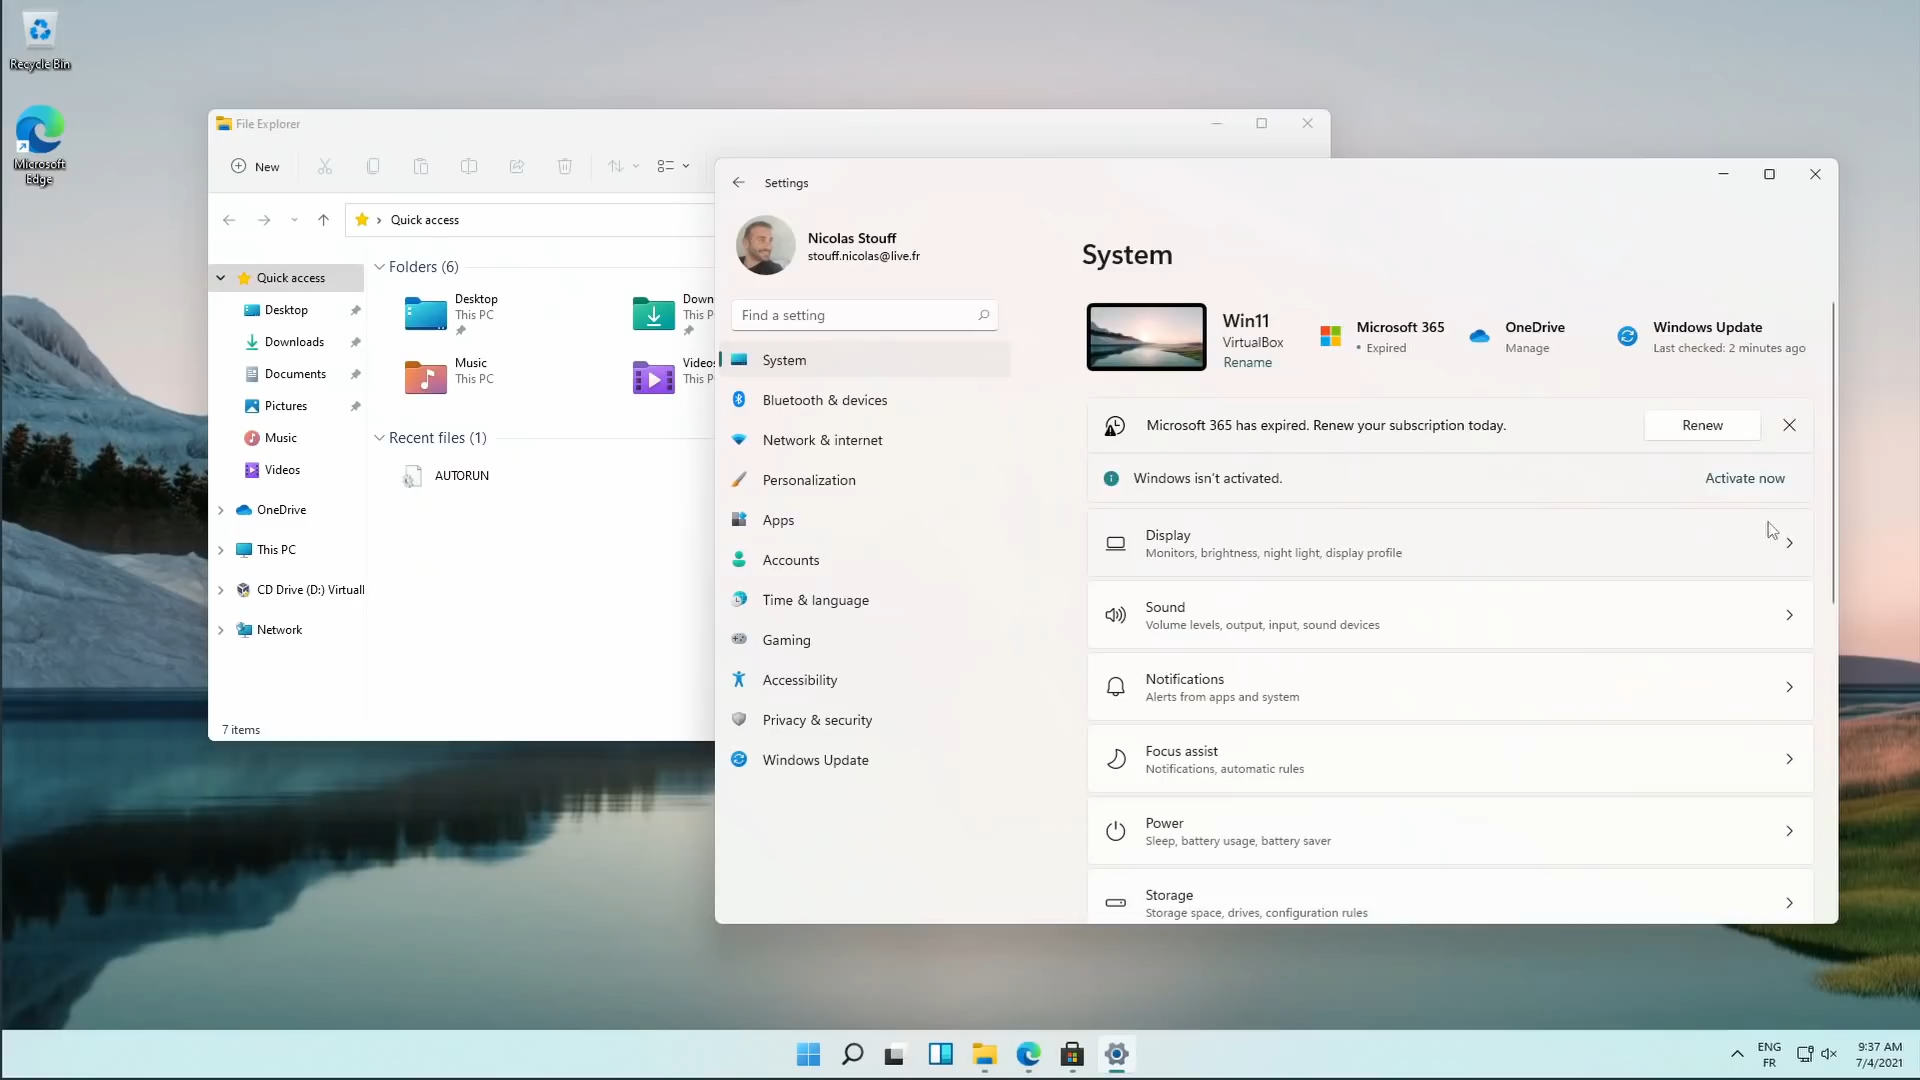 Recycle Bin
Microsoft
Edge
File Explorer
New
Quick access
Quick access
Desktop
Downloads
Documents
Pictures
Music
Videos
OneDrive
This PC
CD Drive (D:) Virtuall
Network
7 items
Folders (6)
Desktop
This PC
Down
This P
Music
This PC
Videos
This P
Recent files (1)
AUTORUN
Settings
Nicolas Stouff
stouff.nicolas@live.fr
Find a setting
System
Bluetooth & devices
Network & internet
Personalization
Apps
Accounts
Time & language
Gaming
Accessibility
Privacy & security
Windows Update
System
Win11
VirtualBox
Rename
Microsoft 365
• Expired
OneDrive
Manage
Windows Update
Last checked: 2 minutes ago
Microsoft 365 has expired. Renew your subscription today.
Renew
Windows isn't activated.
Activate now
Display
Monitors, brightness, night light, display profile
Sound
Volume levels, output, input, sound devices
Notifications
Alerts from apps and system
Focus assist
Notifications, automatic rules
Power
Sleep, battery usage, battery saver
Storage
Storage space, drives, configuration rules
ENG
FR
9:37 AM
7/4/2021